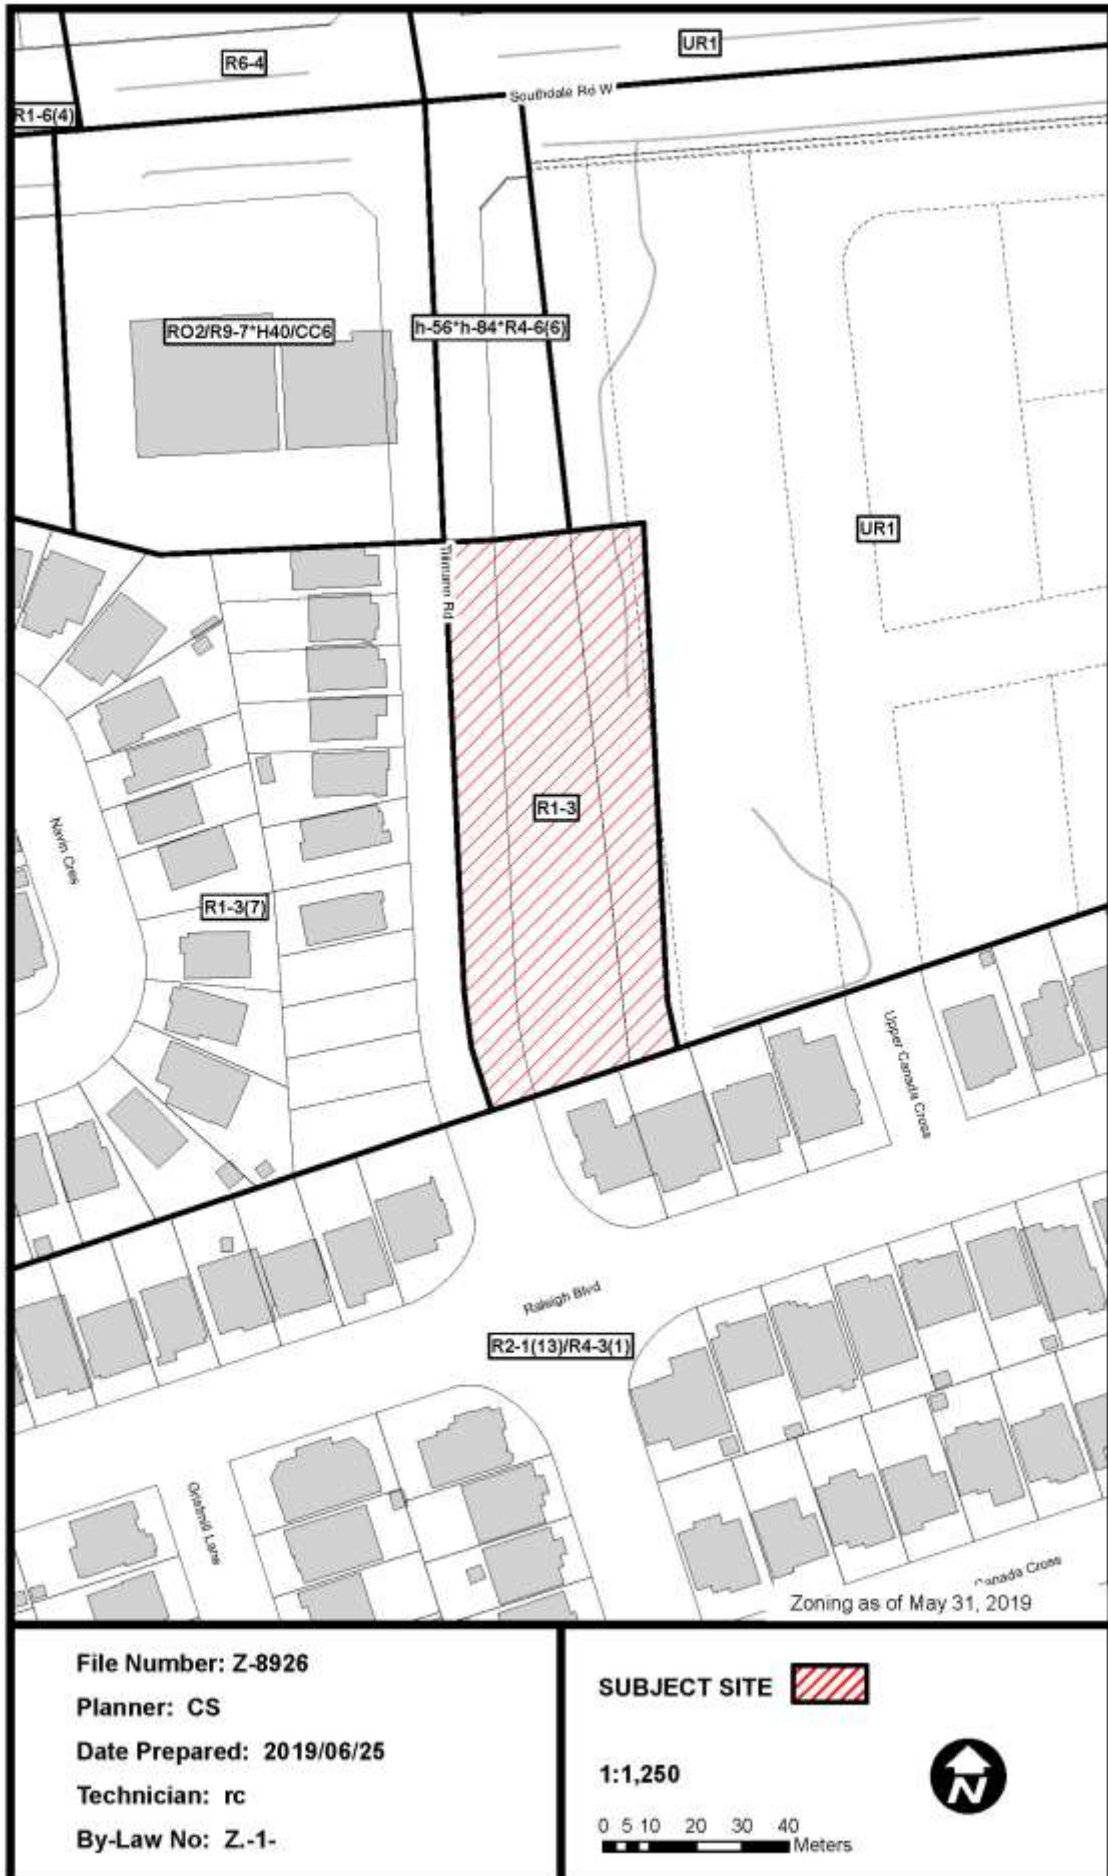 R6-4
UR1
R1-6(4)
Southdale Rd W
RO2/R9-7*H40/CC6
h-56*h-84*R4-6(6)
UR1
Tillmann Rd
R1-3
Navin Cres
R1-3(7)
Upper Canada Cross
Raleigh Blvd
R2-1(13)/R4-3(1)
Gristmill Lane
Canada Cross
Zoning as of May 31, 2019
File Number: Z-8926
Planner: CS
Date Prepared: 2019/06/25
Technician: rc
By-Law No: Z.-1-
SUBJECT SITE
1:1,250
N
0 5 10 20 30 40
Meters